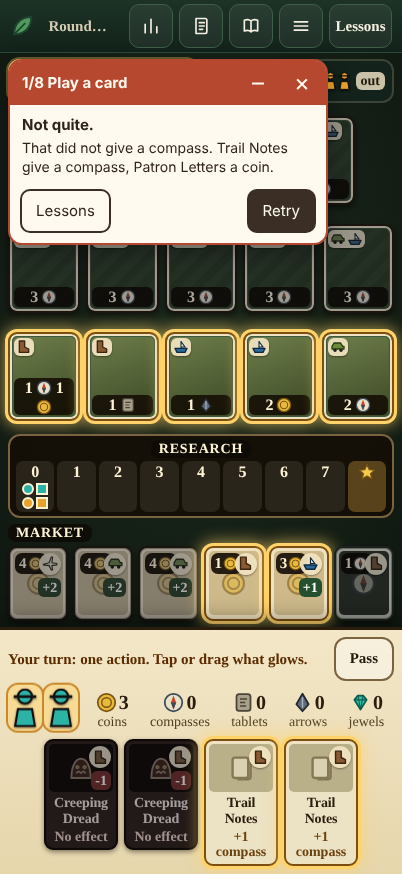 Round…
Lessons
1/8 Play a card
out
Not quite.
That did not give a compass. Trail Notes
give a compass, Patron Letters a coin.
Lessons
Retry
3
3
3
3
3
1 1
1
1
2
2
RESEARCH
0 1 2 3 4 5 6 7
MARKET
4 4 4 1 3 1
+2 +2 +2 +1
Your turn: one action. Tap or drag what glows.
Pass
3 0 0 0 0
coins compasses tablets arrows jewels
-1 -1
Creeping Dread
No effect
Creeping Dread
No effect
Trail Notes
+1 compass
Trail Notes
+1 compass